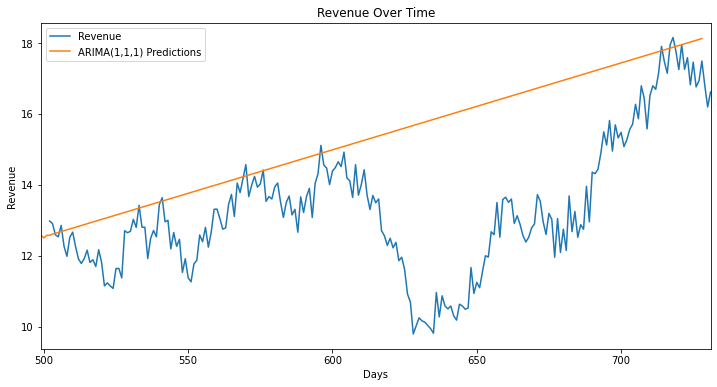 Revenue Over Time
Revenue
ARIMA(1,1,1) Predictions
18
16
14
12
10
Revenue
500
550
600
650
700
Days